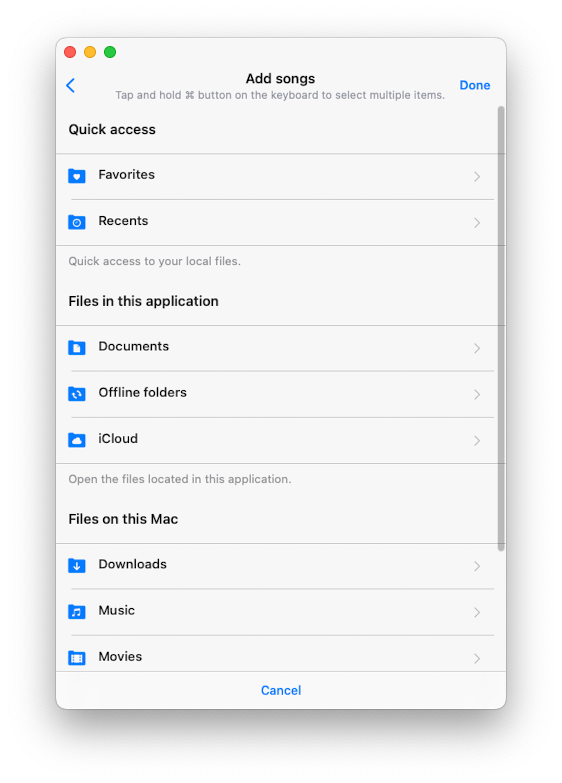 Add songs
Tap and hold ⌘ button on the keyboard to select multiple items.
Done
Quick access
Favorites
Recents
Quick access to your local files.
Files in this application
Documents
Offline folders
iCloud
Open the files located in this application.
Files on this Mac
Downloads
Music
Movies
Cancel